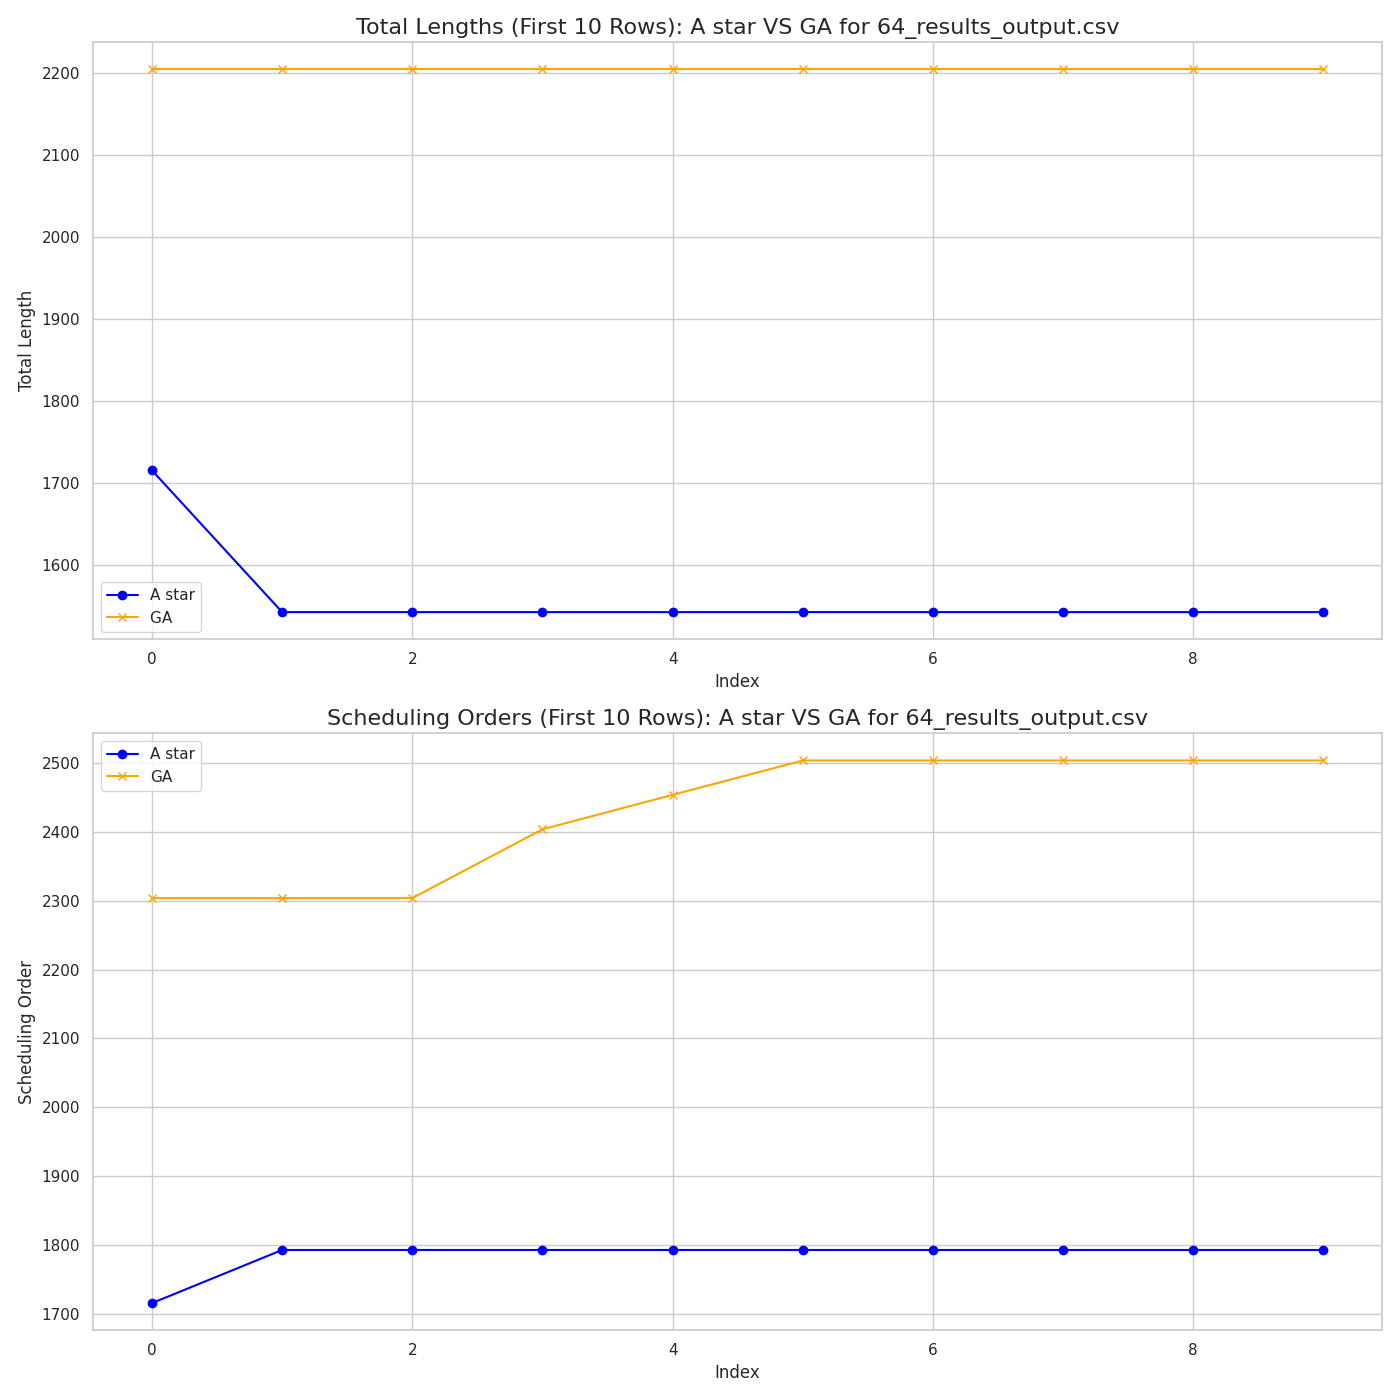 Total Lengths (First 10 Rows): A star VS GA for 64_results_output.csv
2200
2100
2000
1900
1800
1700
1600
Total Length
A star
GA
0 2 4 6 8
Index
Scheduling Orders (First 10 Rows): A star VS GA for 64_results_output.csv
A star
GA
2500
2400
2300
2200
2100
2000
1900
1800
1700
Scheduling Order
0 2 4 6 8
Index